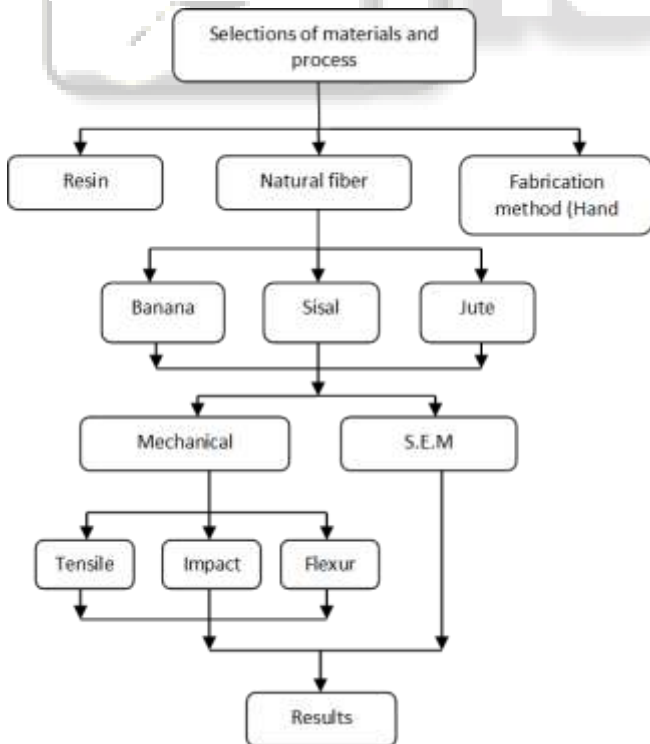 Selections of materials and
process
Resin
Natural fiber
Fabrication
method (Hand
Banana
Sisal
Jute
Mechanical
S.E.M
Tensile
Impact
Flexur
Results